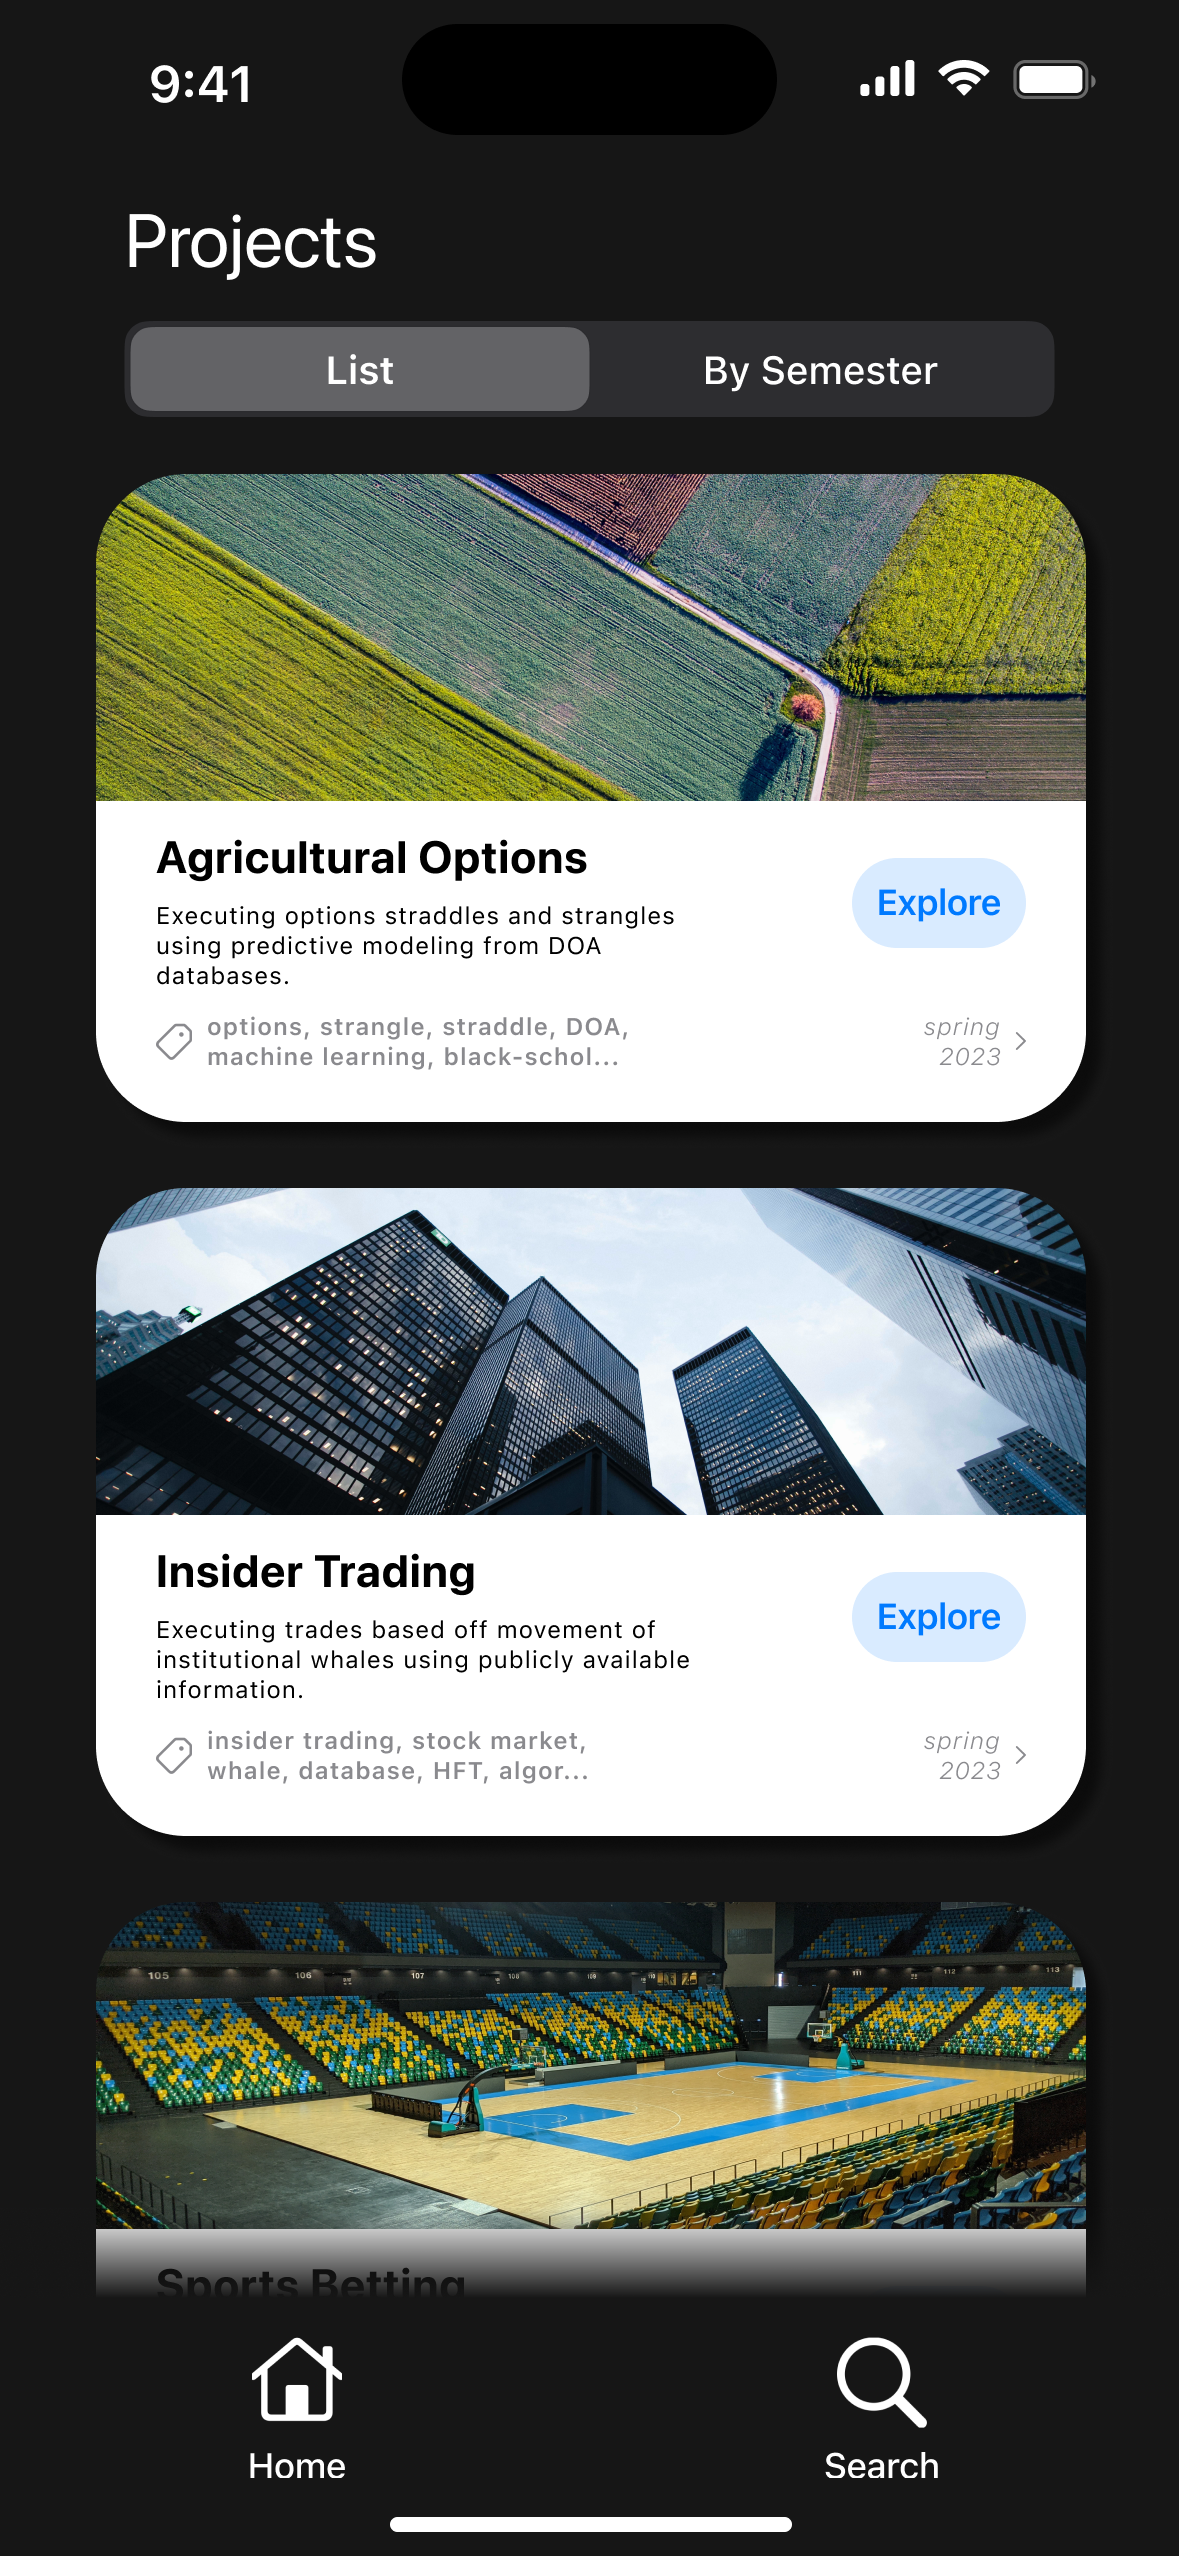 9:41
Projects
List
By Semester
Agricultural Options
Explore
Executing options straddles and strangles
using predictive modeling from DOA
databases.
options, strangle, straddle, DOA,
machine learning, black-schol...
spring
2023
Insider Trading
Explore
Executing trades based off movement of
institutional whales using publicly available
information.
insider trading, stock market,
whale, database, HFT, algor...
spring
2023
105
106
107
108
109
110
111
112
113
Sports Betting
Home
Search